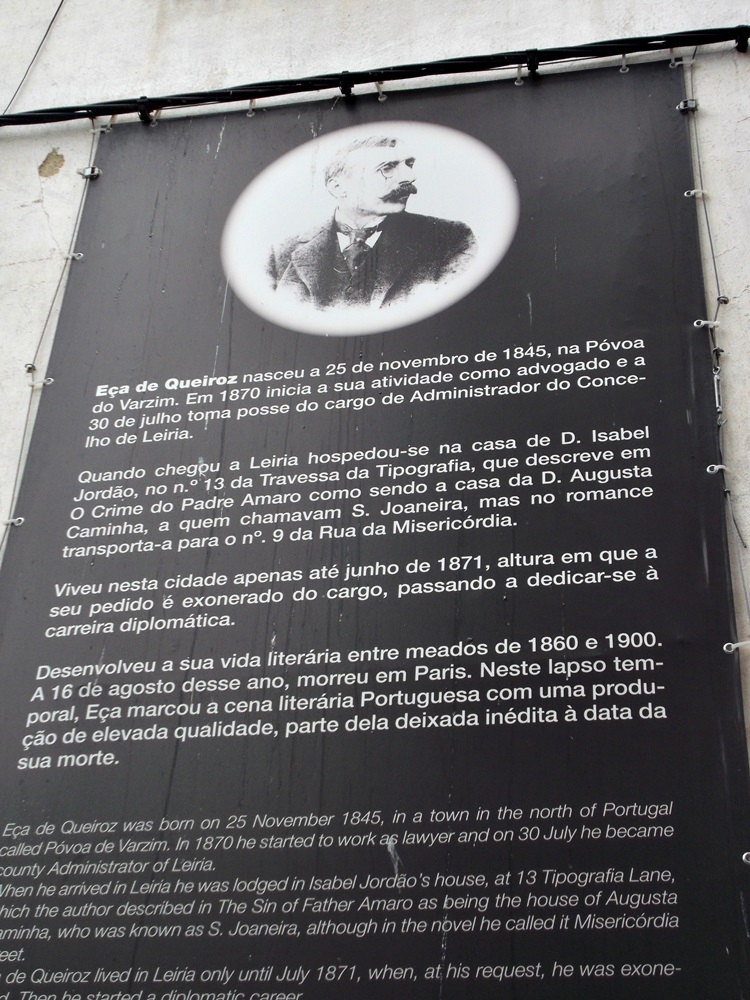 Eça de Queiroz nasceu a 25 de novembro de 1845, na Póvoa
do Varzim. Em 1870 inicia a sua atividade como advogado e a
30 de julho toma posse do cargo de Administrador do Conce-
lho de Leiria.
Quando chegou a Leiria hospedou-se na casa de D. Isabel
Jordão, no n.º 13 da Travessa da Tipografia, que descreve em
O Crime do Padre Amaro como sendo a casa da D. Augusta
Caminha, a quem chamavam S. Joaneira, mas no romance
transporta-a para o nº. 9 da Rua da Misericórdia.
Viveu nesta cidade apenas até junho de 1871, altura em que a
seu pedido é exonerado do cargo, passando a dedicar-se à
carreira diplomática.
Desenvolveu a sua vida literária entre meados de 1860 e 1900.
A 16 de agosto desse ano, morreu em Paris. Neste lapso tem-
poral, Eça marcou a cena literária Portuguesa com uma produ-
ção de elevada qualidade, parte dela deixada inédita à data da
sua morte.
Eça de Queiroz was born on 25 November 1845, in a town in the north of Portugal
called Póvoa de Varzim. In 1870 he started to work as lawyer and on 30 July he became
county Administrator of Leiria.
When he arrived in Leiria he was lodged in Isabel Jordão's house, at 13 Tipografia Lane,
hich the author described in The Sin of Father Amaro as being the house of Augusta
aminha, who was known as S. Joaneira, although in the novel he called it Misericórdia
reet.
de Queiroz lived in Leiria only until July 1871, when, at his request, he was exone-
d. Then he started a diplomatic career